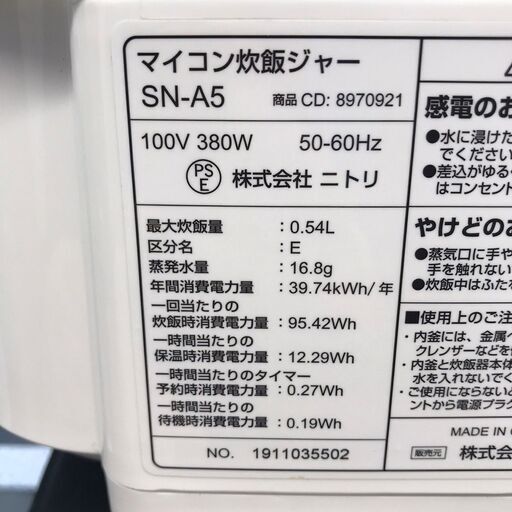 マイコン炊飯ジャー
SN-A5 商品 CD: 8970921
100V 380W 50-60Hz
PS
E 株式会社 ニトリ
最大炊飯量 : 0.54L
区分名 : E
蒸発水量 : 16.8g
年間消費電力量 : 39.74kWh/ 年
一回当たりの
炊飯時消費電力量 : 95.42Wh
一時間当たりの
保温時消費電力量 : 12.29Wh
一時間当たりのタイマー
予約時消費電力量 : 0.27Wh
一時間当たりの
待機時消費電力量 : 0.19Wh
NO. 1911035502
感電のお
●水に浸けた
でくださ
●差込がゆる
はコンセント
やけどのお
●蒸気口に手や
手を触れない
●炊飯中はふた
■使用上のご注
・内釜には、金属
クレンザーなどを
・内釜と炊飯器本体
水を入れないでく
・ご使用にならない
ントから電源プラグ
MADE IN
販売元 株式会